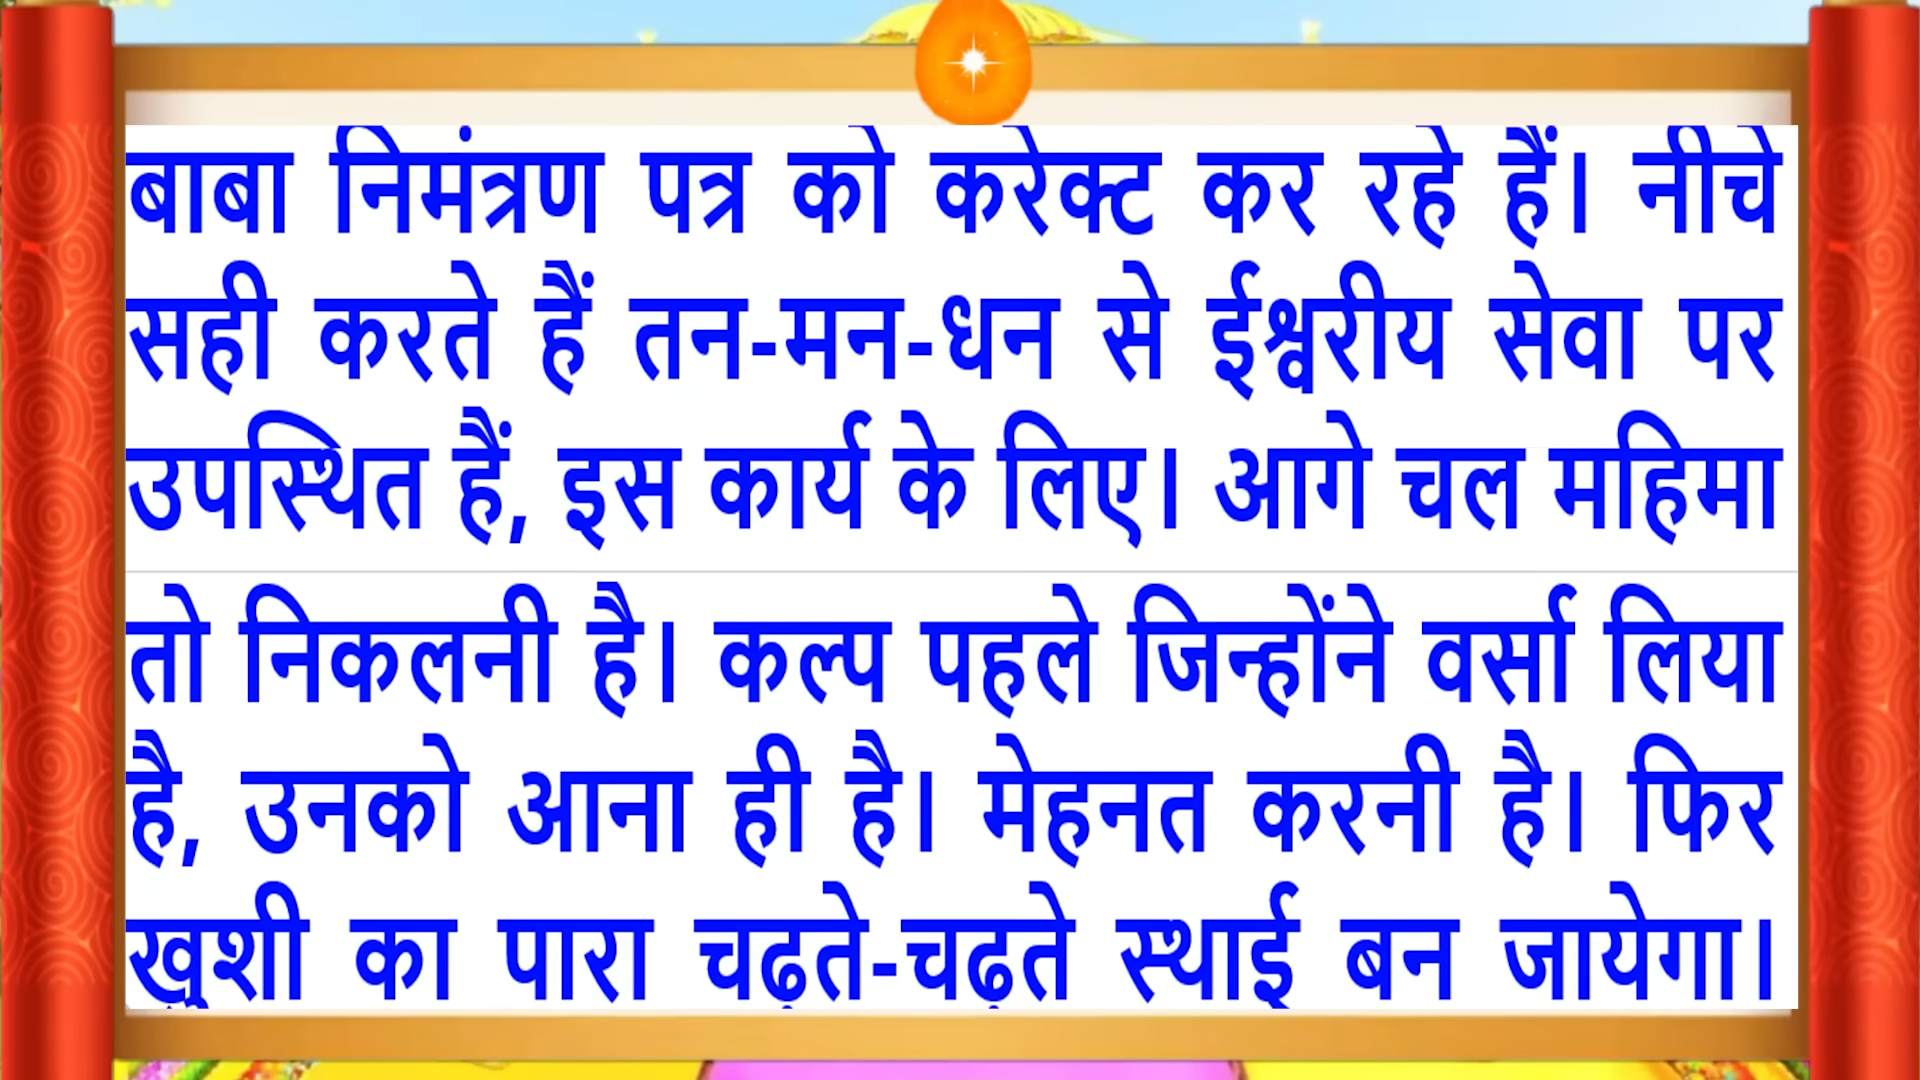 बाबा निमंत्रण पत्र को करेक्ट कर रहे हैं। नीचे
सही करते हैं तन-मन-धन से ईश्वरीय सेवा पर
उपस्थित हैं, इस कार्य के लिए। आगे चल महिमा
तो निकलनी है। कल्प पहले जिन्होंने वर्सा लिया
है, उनको आना ही है। मेहनत करनी है। फिर
खुशी का पारा चढ़ते-चढ़ते स्थाई बन जायेगा।